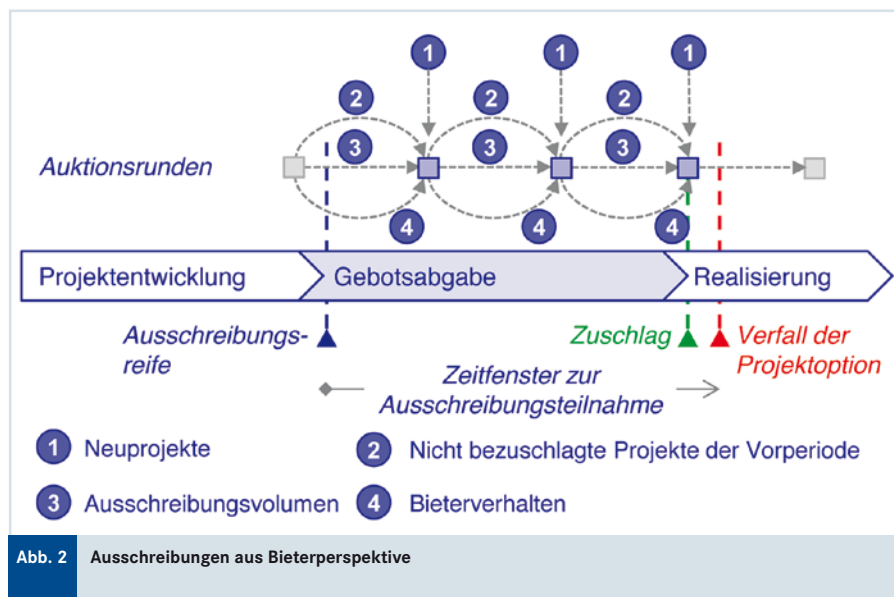 1 1 1
2 2 2
3 3 3
Auktionsrunden
4 4 4
Projektentwicklung Gebotsabgabe Realisierung
Ausschreibungs-
reife
Zuschlag
Verfall der
Projektoption
Zeitfenster zur
Ausschreibungsteilnahme
1 Neuprojekte
2 Nicht bezuschlagte Projekte der Vorperiode
3 Ausschreibungsvolumen
4 Bieterverhalten
Abb. 2 Ausschreibungen aus Bieterperspektive